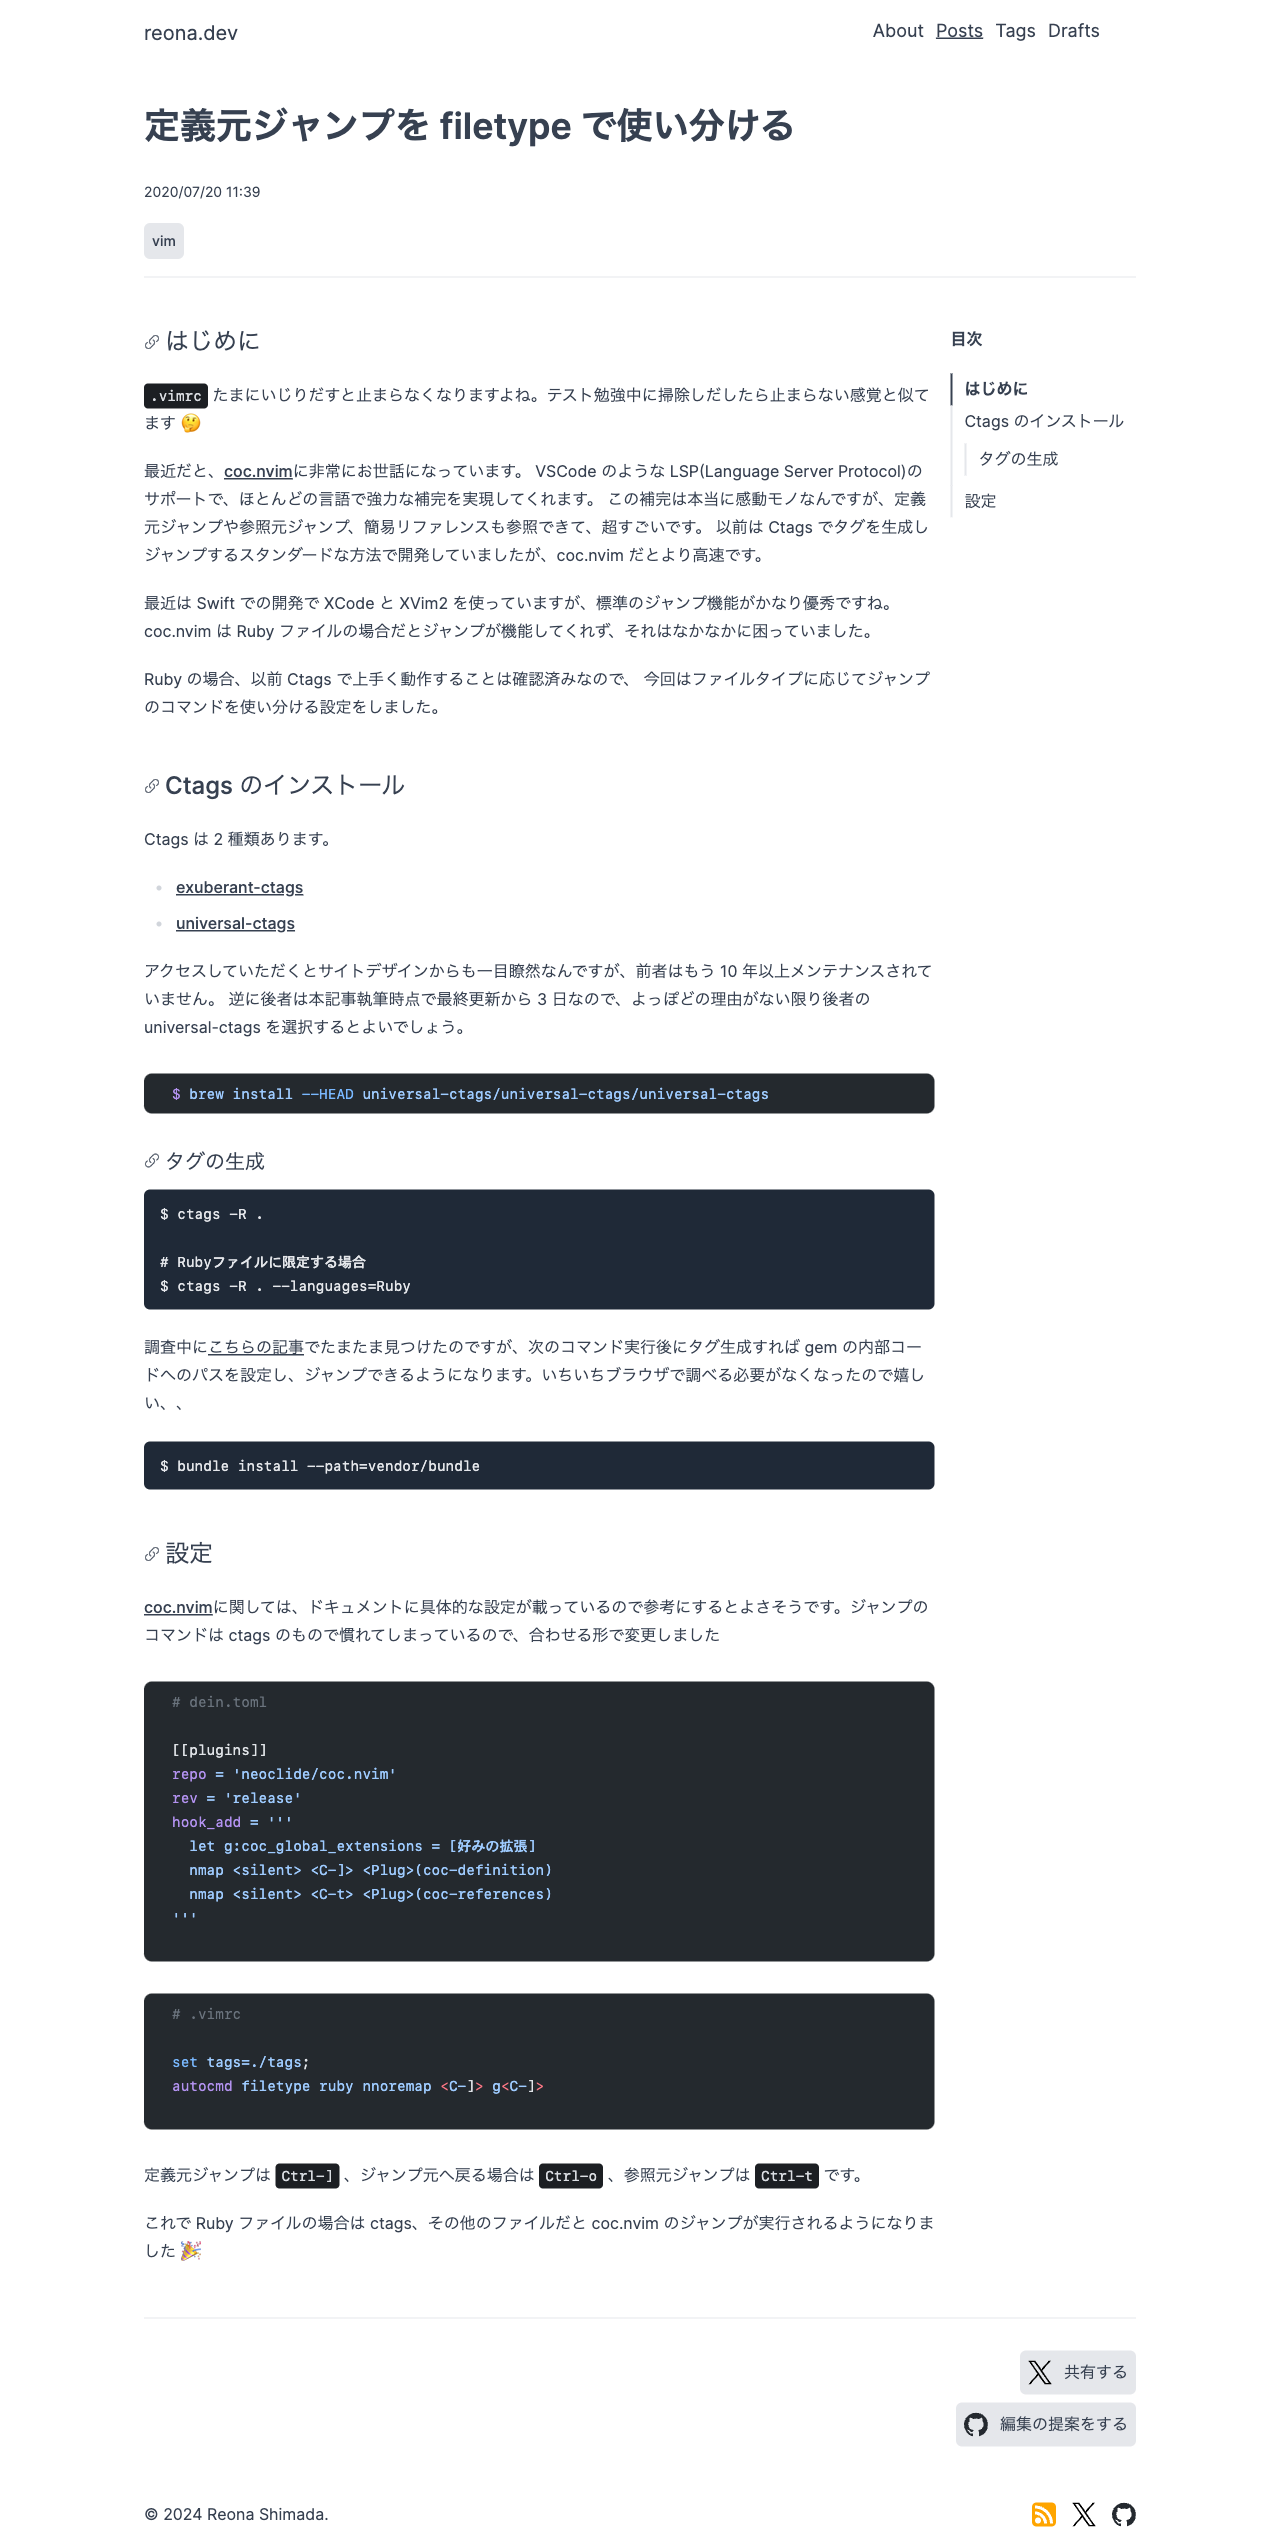 reona.dev
About Posts Tags Drafts
定義元ジャンプを filetype で使い分ける
2020/07/20 11:39
vim
はじめに
.vimrc たまにいじりだすと止まらなくなりますよね。テスト勉強中に掃除しだしたら止まらない感覚と似て
ます 🤔
最近だと、coc.nvimに非常にお世話になっています。 VSCode のような LSP(Language Server Protocol)の
サポートで、ほとんどの言語で強力な補完を実現してくれます。 この補完は本当に感動モノなんですが、定義
元ジャンプや参照元ジャンプ、簡易リファレンスも参照できて、超すごいです。 以前は Ctags でタグを生成し
ジャンプするスタンダードな方法で開発していましたが、coc.nvim だとより高速です。
最近は Swift での開発で XCode と XVim2 を使っていますが、標準のジャンプ機能がかなり優秀ですね。
coc.nvim は Ruby ファイルの場合だとジャンプが機能してくれず、それはなかなかに困っていました。
Ruby の場合、以前 Ctags で上手く動作することは確認済みなので、 今回はファイルタイプに応じてジャンプ
のコマンドを使い分ける設定をしました。
目次
はじめに
Ctags のインストール
タグの生成
設定
Ctags のインストール
Ctags は 2 種類あります。
• exuberant-ctags
• universal-ctags
アクセスしていただくとサイトデザインからも一目瞭然なんですが、前者はもう 10 年以上メンテナンスされて
いません。 逆に後者は本記事執筆時点で最終更新から 3 日なので、よっぽどの理由がない限り後者の
universal-ctags を選択するとよいでしょう。
$ brew install --HEAD universal-ctags/universal-ctags/universal-ctags
タグの生成
$ ctags -R .
# Rubyファイルに限定する場合
$ ctags -R . --languages=Ruby
調査中にこちらの記事でたまたま見つけたのですが、次のコマンド実行後にタグ生成すれば gem の内部コー
ドへのパスを設定し、ジャンプできるようになります。いちいちブラウザで調べる必要がなくなったので嬉し
い、、
$ bundle install --path=vendor/bundle
設定
coc.nvimに関しては、ドキュメントに具体的な設定が載っているので参考にするとよさそうです。ジャンプの
コマンドは ctags のもので慣れてしまっているので、合わせる形で変更しました
# dein.toml
[[plugins]]
repo = 'neoclide/coc.nvim'
rev = 'release'
hook_add = '''
  let g:coc_global_extensions = [好みの拡張]
  nmap <silent> <C-]> <Plug>(coc-definition)
  nmap <silent> <C-t> <Plug>(coc-references)
'''
# .vimrc
set tags=./tags;
autocmd filetype ruby nnoremap <C-]> g<C-]>
定義元ジャンプは Ctrl-] 、ジャンプ元へ戻る場合は Ctrl-o 、参照元ジャンプは Ctrl-t です。
これで Ruby ファイルの場合は ctags、その他のファイルだと coc.nvim のジャンプが実行されるようになりま
した 🎉
共有する
編集の提案をする
© 2024 Reona Shimada.